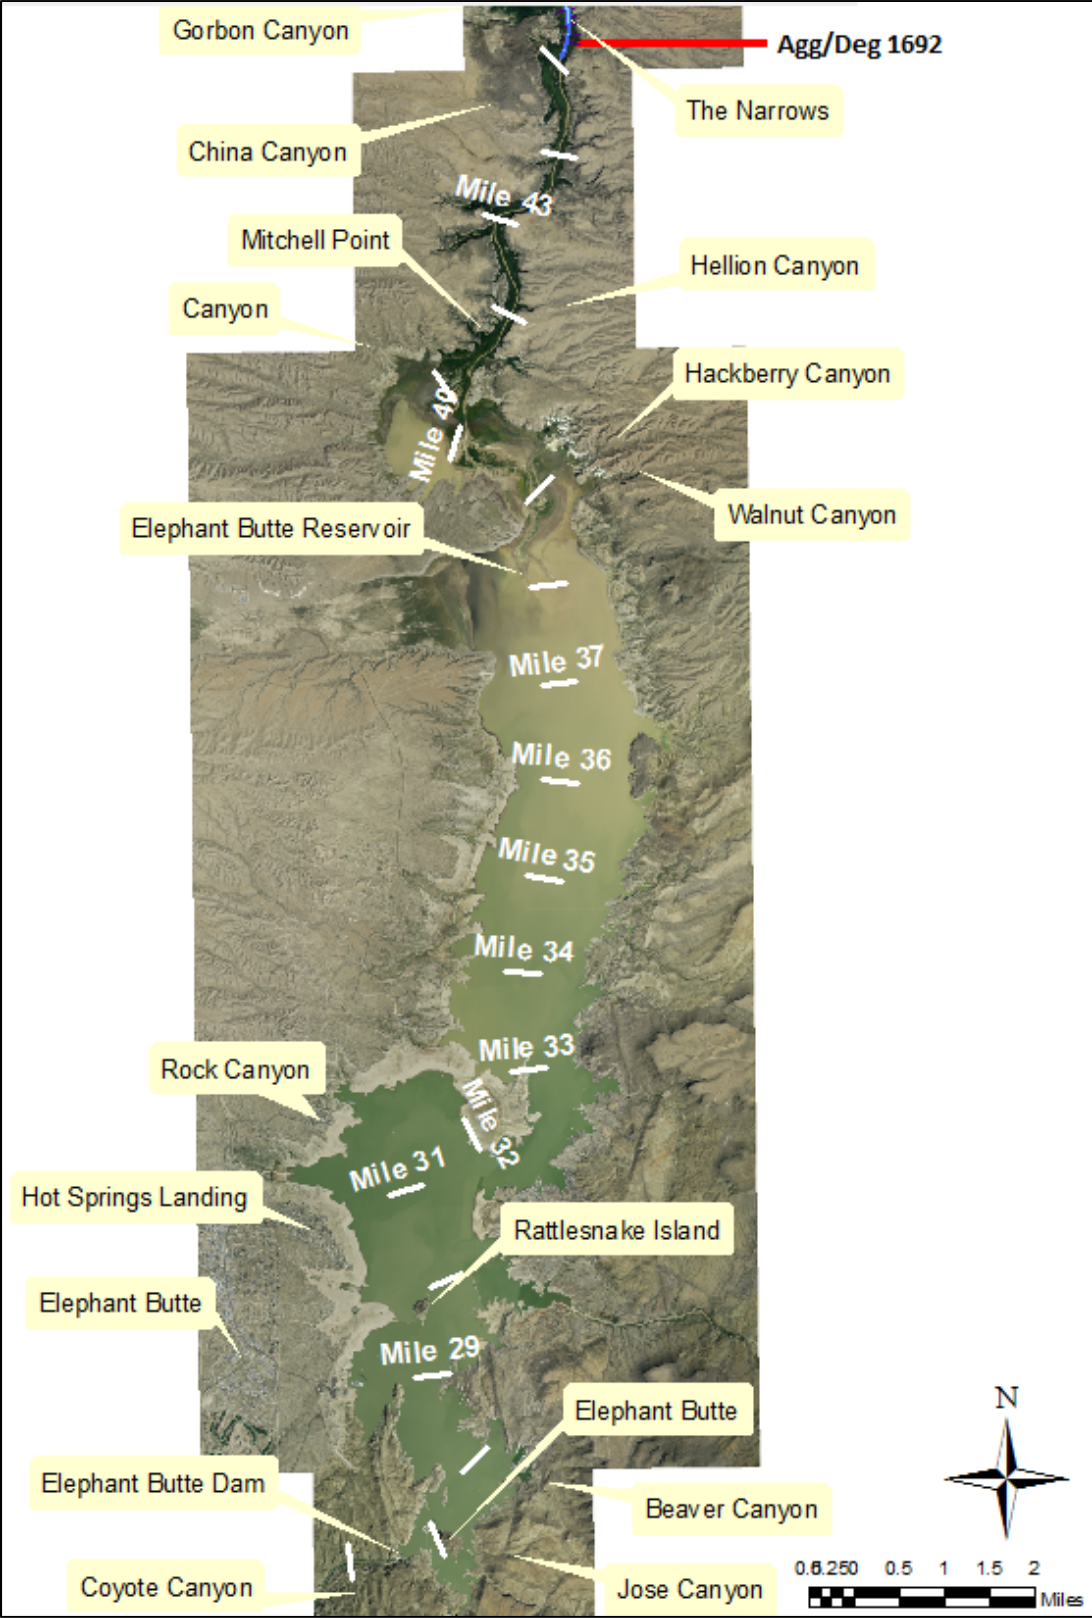 Gorbon Canyon
Agg/Deg 1692
The Narrows
China Canyon
Mile 43
Mitchell Point
Hellion Canyon
Canyon
Hackberry Canyon
Mile 40
Walnut Canyon
Elephant Butte Reservoir
Mile 37
Mile 36
Mile 35
Mile 34
Mile 33
Rock Canyon
Mile 32
Mile 31
Hot Springs Landing
Rattlesnake Island
Elephant Butte
Mile 29
N
Elephant Butte
Elephant Butte Dam
Beaver Canyon
0.5 1 1.5 2
Miles
Coyote Canyon
Jose Canyon